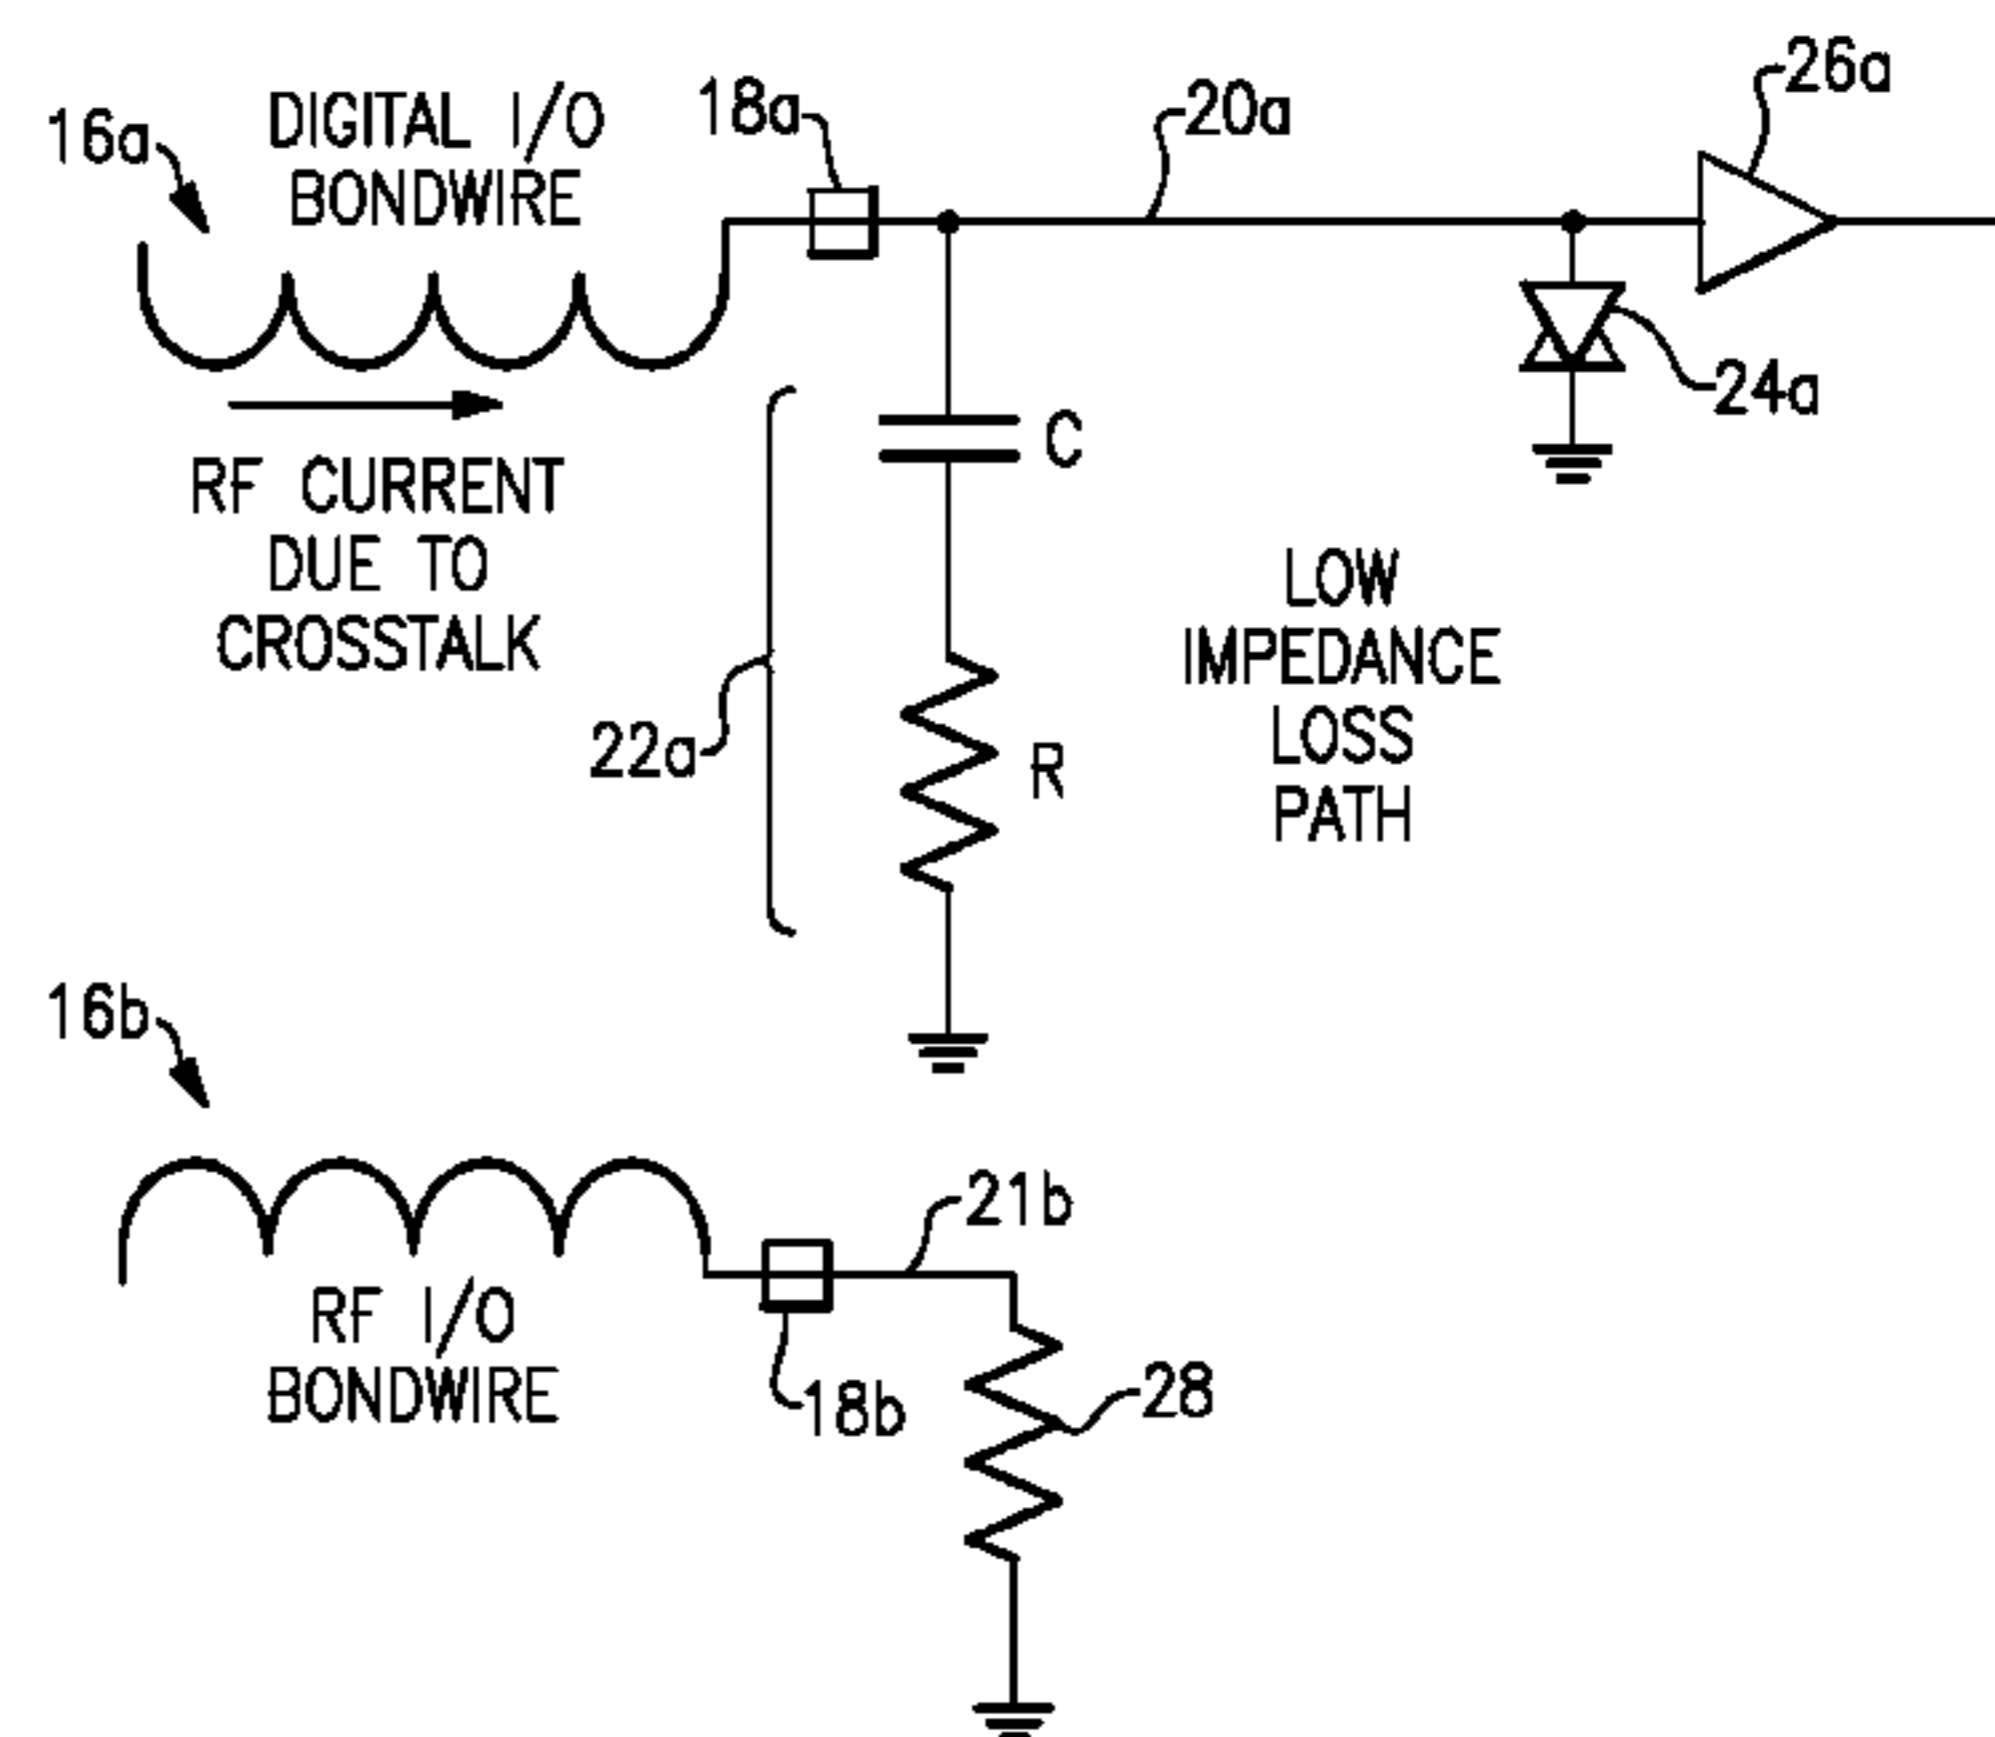 16a
DIGITAL I/O
BONDWIRE
18a
20a
26a
RF CURRENT
DUE TO
CROSSTALK
C
24a
22a
R
LOW
IMPEDANCE
LOSS
PATH
16b
RF I/O
BONDWIRE
21b
18b
28